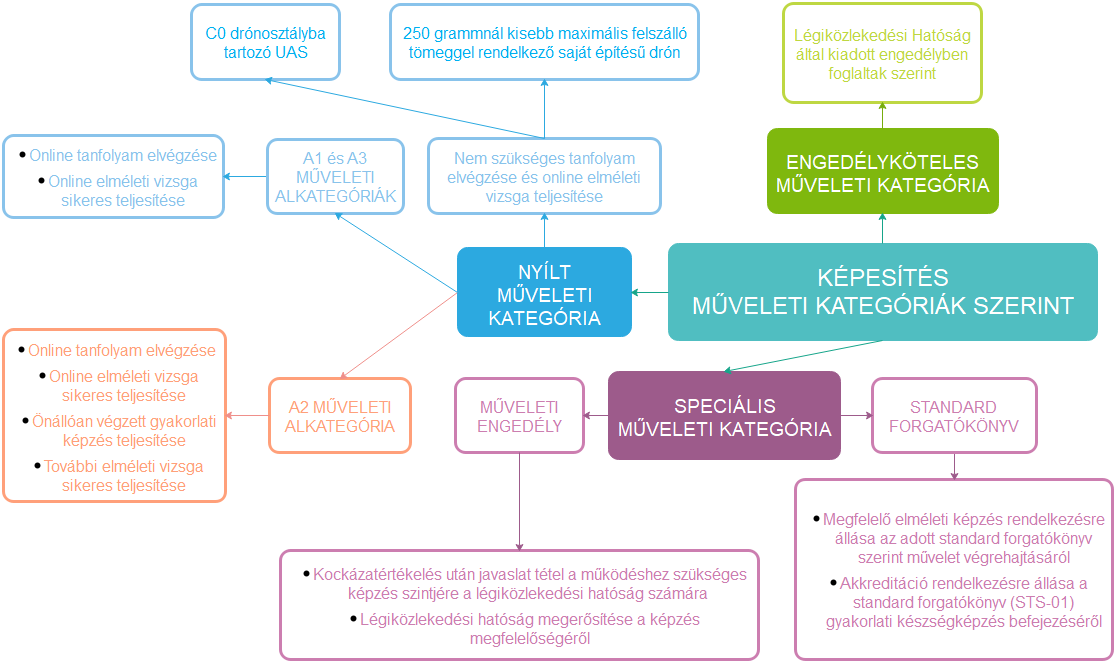 C0 drónosztályba
tartozó UAS
250 grammnál kisebb maximális felszálló
tömeggel rendelkező saját építésű drón
Légiközlekedési Hatóság
által kiadott engedélyben
foglaltak szerint
• Online tanfolyam elvégzése
• Online elméleti vizsga
sikeres teljesítése
A1 és A3
MŰVELETI
ALKATEGÓRIÁK
Nem szükséges tanfolyam
elvégzése és online elméleti
vizsga teljesítése
ENGEDÉLYKÖTELES
MŰVELETI KATEGÓRIA
NYÍLT
MŰVELETI
KATEGÓRIA
KÉPESÍTÉS
MŰVELETI KATEGÓRIÁK SZERINT
• Online tanfolyam elvégzése
• Online elméleti vizsga
sikeres teljesítése
• Önállóan végzett gyakorlati
képzés teljesítése
• További elméleti vizsga
sikeres teljesítése
A2 MŰVELETI
ALKATEGÓRIA
MŰVELETI
ENGEDÉLY
SPECIÁLIS
MŰVELETI KATEGÓRIA
STANDARD
FORGATÓKÖNYV
• Kockázatértékelés után javaslat tétel a működéshez szükséges
képzés szintjére a légiközlekedési hatóság számára
• Légiközlekedési hatóság megerősítése a képzés
megfelelőségéről
• Megfelelő elméleti képzés rendelkezésre
állása az adott standard forgatókönyv
szerint művelet végrehajtásáról
• Akkreditáció rendelkezésre állása a
standard forgatókönyv (STS-01)
gyakorlati készségképzés befejezéséről